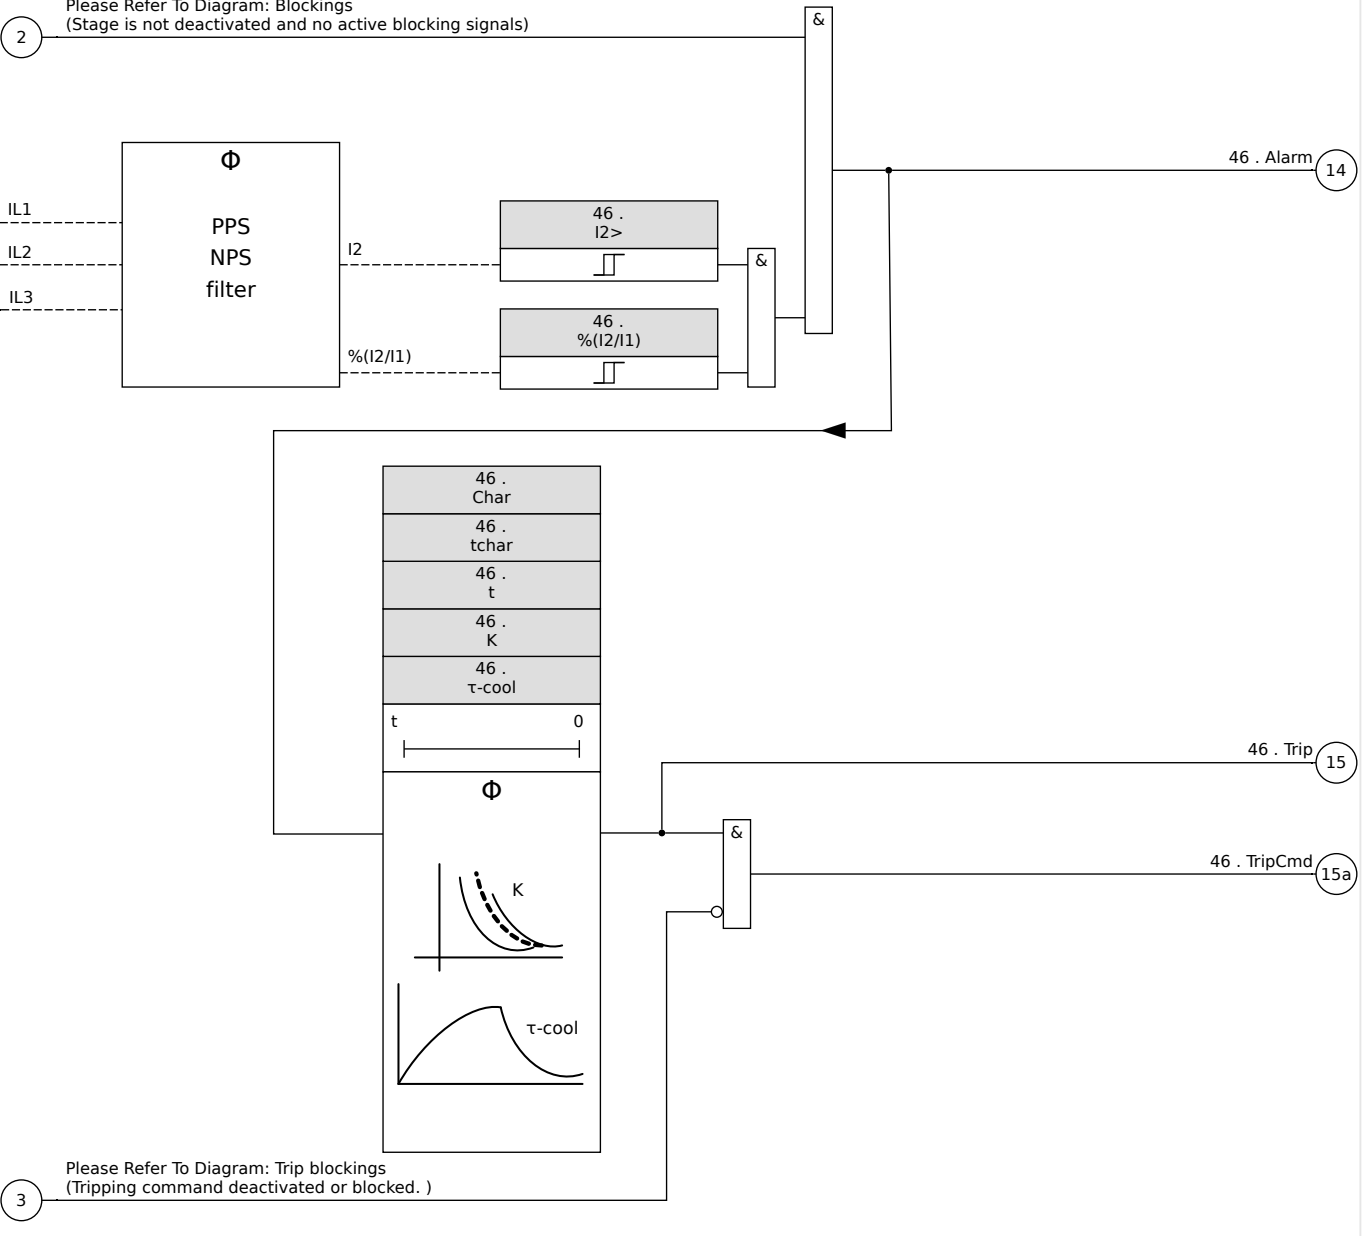 Please Refer To Diagram: Blockings
(Stage is not deactivated and no active blocking signals)
2
&
Φ
PPS
NPS
filter
IL1
IL2
IL3
I2
%(I2/I1)
46 .
I2>
46 .
%(I2/I1)
&
46 . Alarm
14
46 .
Char
46 .
tchar
46 .
t
46 .
K
46 .
τ-cool
t 0
Φ
K
τ-cool
46 . Trip
15
&
46 . TripCmd
15a
Please Refer To Diagram: Trip blockings
(Tripping command deactivated or blocked. )
3